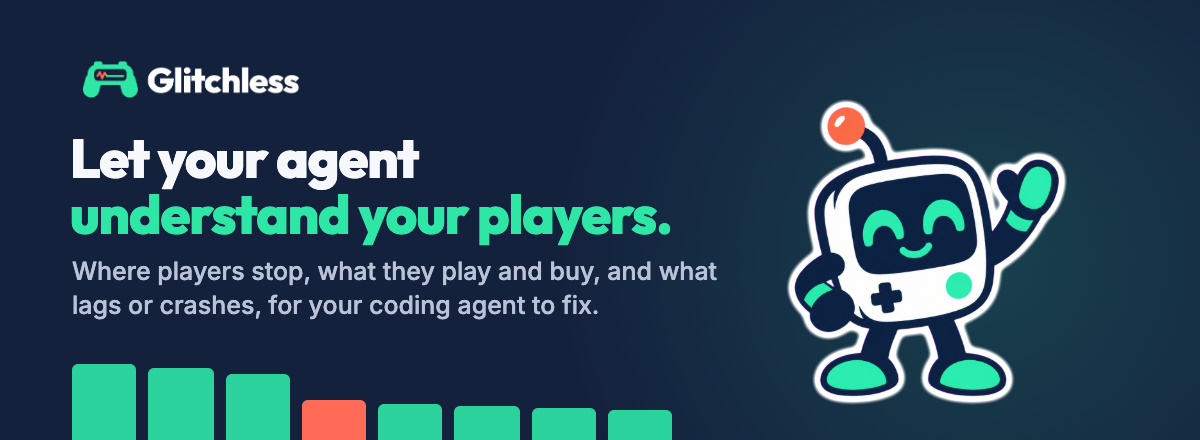 Glitchless
Let your agent
understand your players.
Where players stop, what they play and buy, and what
lags or crashes, for your coding agent to fix.